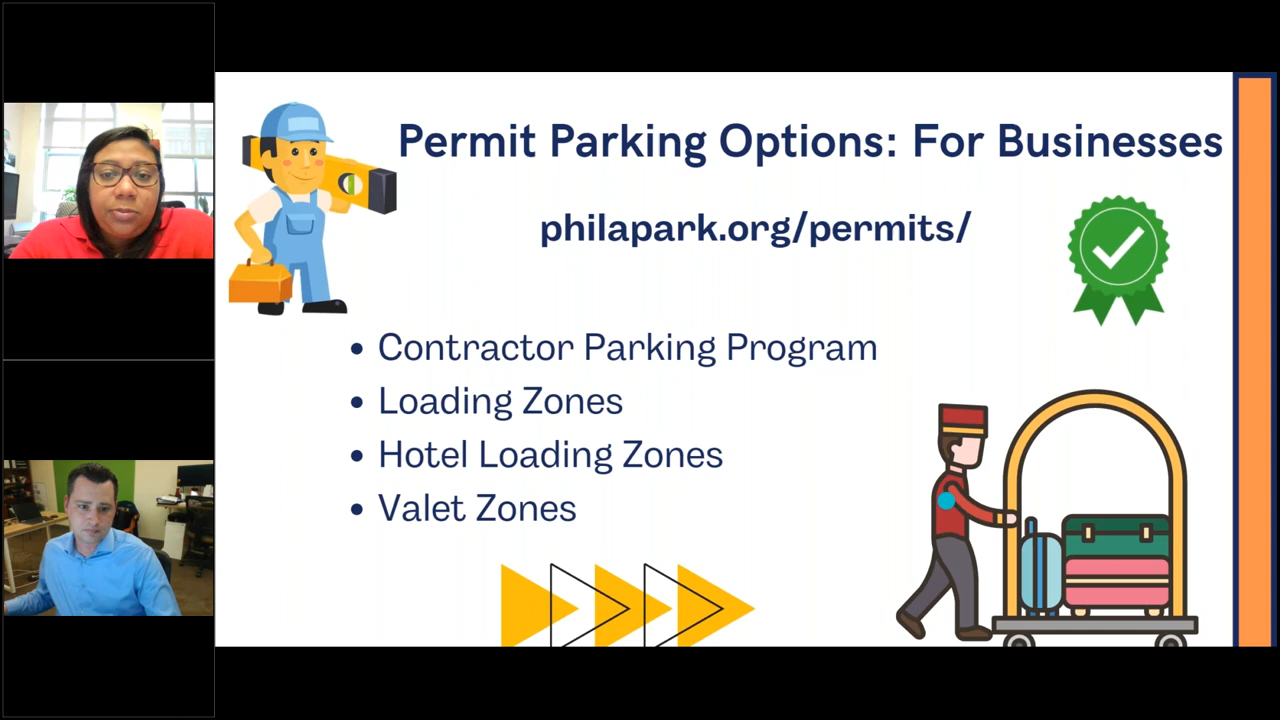 Permit Parking Options: For Businesses
philapark.org/permits/
• Contractor Parking Program
• Loading Zones
• Hotel Loading Zones
• Valet Zones